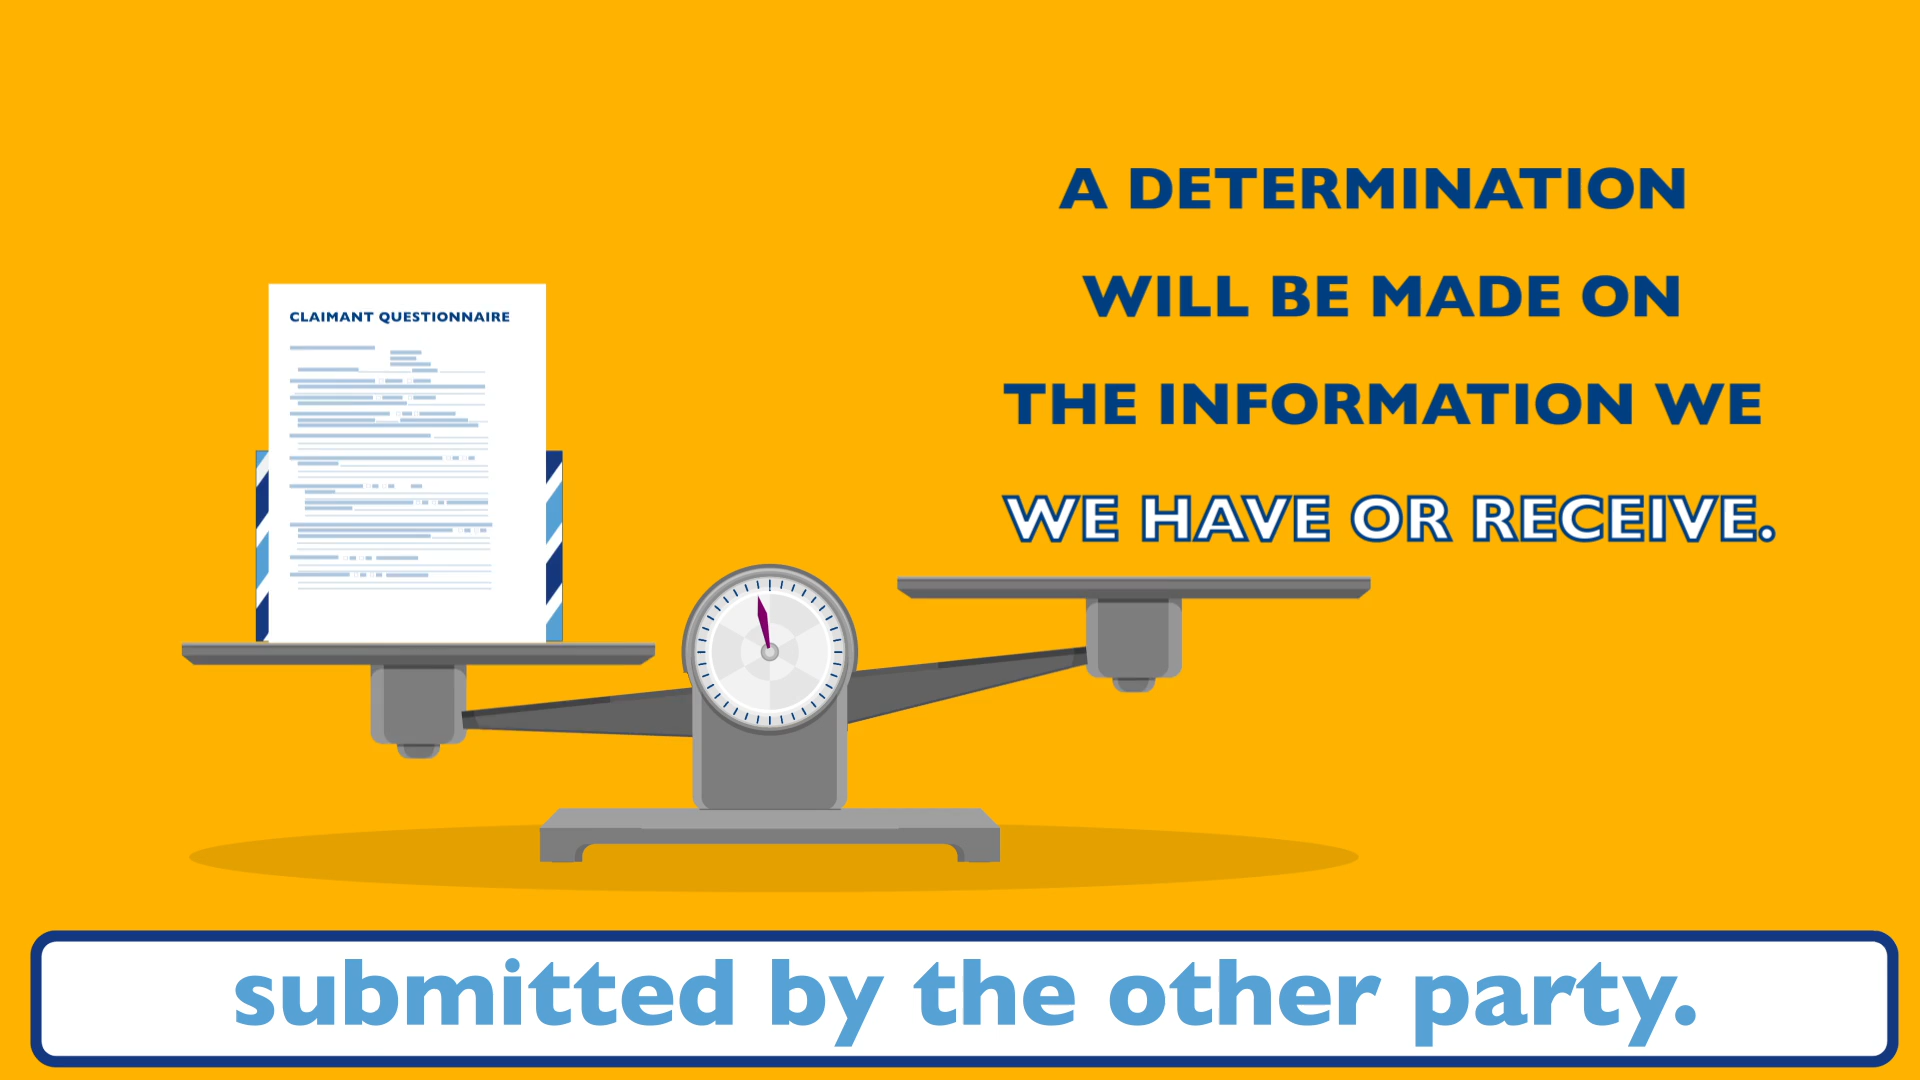 CLAIMANT QUESTIONNAIRE
A DETERMINATION
WILL BE MADE ON
THE INFORMATION WE
WE HAVE OR RECEIVE.
submitted by the other party.